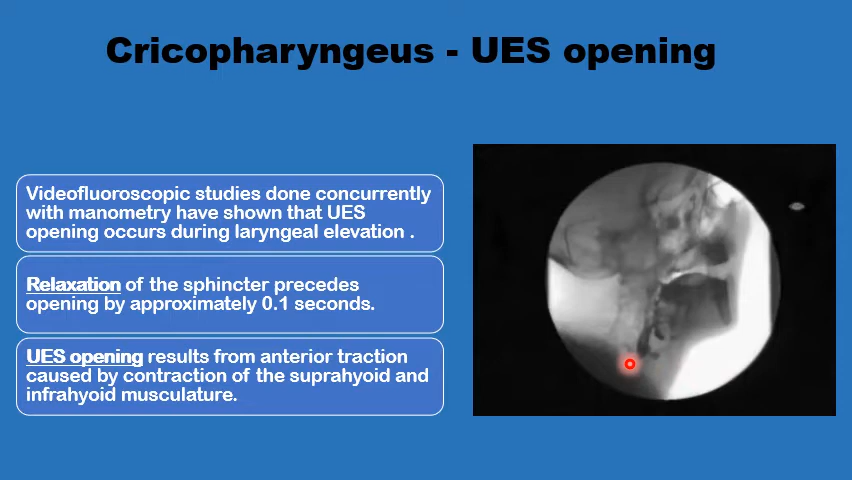 Cricopharyngeus - UES opening
Videofluoroscopic studies done concurrently
with manometry have shown that UES
opening occurs during laryngeal elevation .
Relaxation of the sphincter precedes
opening by approximately 0.1 seconds.
UES opening results from anterior traction
caused by contraction of the suprahyoid and
infrahyoid musculature.